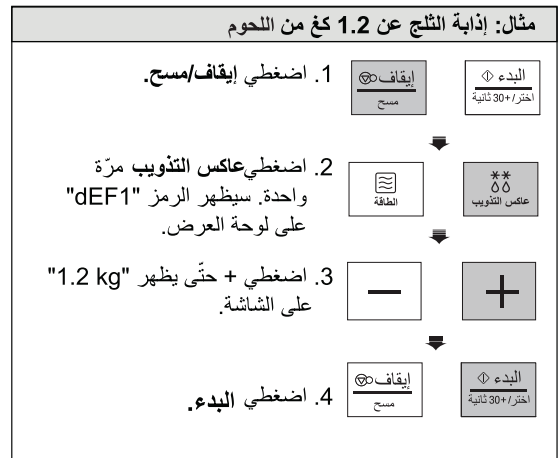 مثال: إذابة الثلج عن 1.2 كغ من اللحوم
1. اضغطي إيقاف/مسح.
إيقاف
مسح
البدء
اختر/+30 ثانية
2. اضغطيعاكس التذويب مرّة
واحدة. سيظهر الرمز "dEF1"
على لوحة العرض.
الطاقة
عاكس التذويب
3. اضغطي + حتّى يظهر "1.2 kg"
على الشاشة.
−
+
4. اضغطي البدء.
إيقاف
مسح
البدء
اختر/+30 ثانية